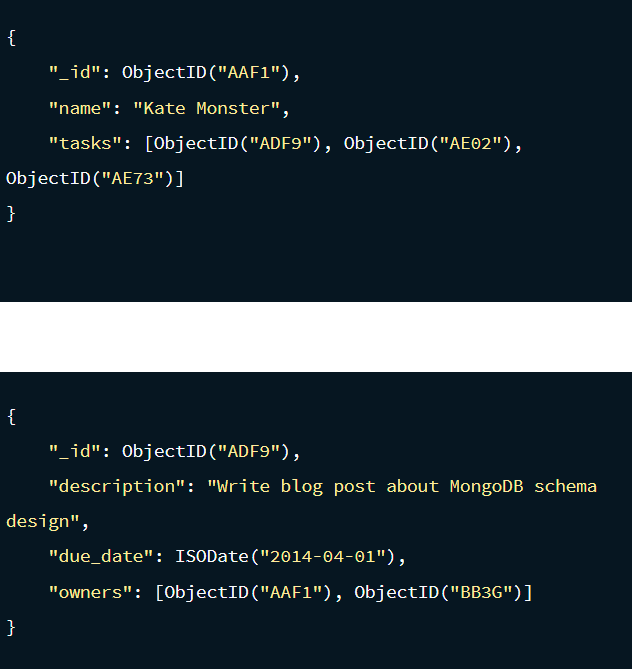 {
    "_id": ObjectID("AAF1"),
    "name": "Kate Monster",
    "tasks": [ObjectID("ADF9"), ObjectID("AE02"),
ObjectID("AE73")]
}
{
    "_id": ObjectID("ADF9"),
    "description": "Write blog post about MongoDB schema
design",
    "due_date": ISODate("2014-04-01"),
    "owners": [ObjectID("AAF1"), ObjectID("BB3G")]
}